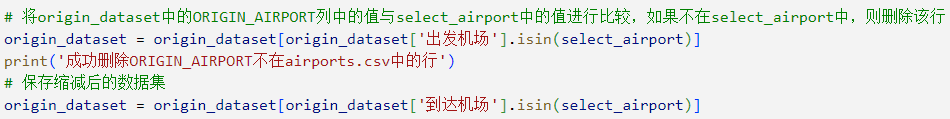 # 将origin_dataset中的ORIGIN_AIRPORT列中的值与select_airport中的值进行比较，如果不在select_airport中，则删除该行
origin_dataset = origin_dataset[origin_dataset['出发机场'].isin(select_airport)]
print('成功删除ORIGIN_AIRPORT不在airports.csv中的行')
# 保存缩减后的数据集
origin_dataset = origin_dataset[origin_dataset['到达机场'].isin(select_airport)]